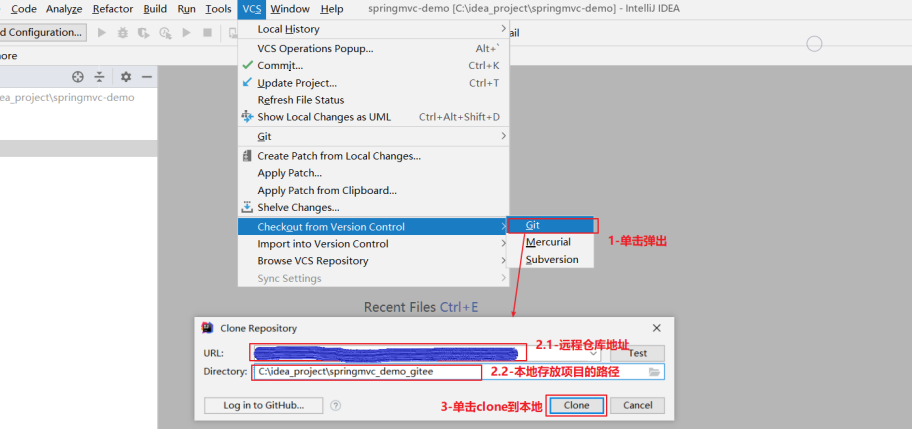 Code Analyze Refactor Build Run Tools VCS Window Help springmvc-demo [C:\idea_project\springmvc-demo] - IntelliJ IDEA
d Configuration... Local History ail
ore
VCS Operations Popup... Alt+`
Commit... Ctrl+K
Update Project... Ctrl+T
dea_project\springmvc-demo
Refresh File Status
Show Local Changes as UML Ctrl+Alt+Shift+D
Git
Create Patch from Local Changes...
Apply Patch...
Apply Patch from Clipboard...
Shelve Changes...
Checkout from Version Control Git
1-单击弹出
Import into Version Control Mercurial
Browse VCS Repository Subversion
Sync Settings
Recent Files Ctrl+E
Clone Repository
2.1-远程仓库地址
URL: Test
Directory: C:\idea_project\springmvc_demo_gitee 2.2-本地存放项目的路径
Log in to GitHub... ? 3-单击clone到本地 Clone Cancel